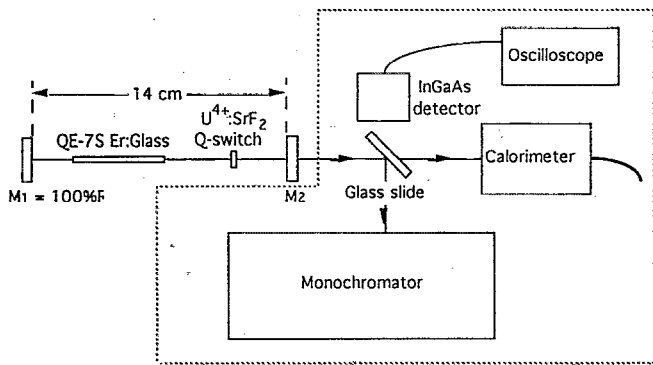 Oscilloscope
InGaAs
detector
14 cm
U⁴⁺:SrF₂
QE-7S Er:Glass
Q-switch
Calorimeter
M₁ = 100%R
M₂
Glass slide
Monochromator